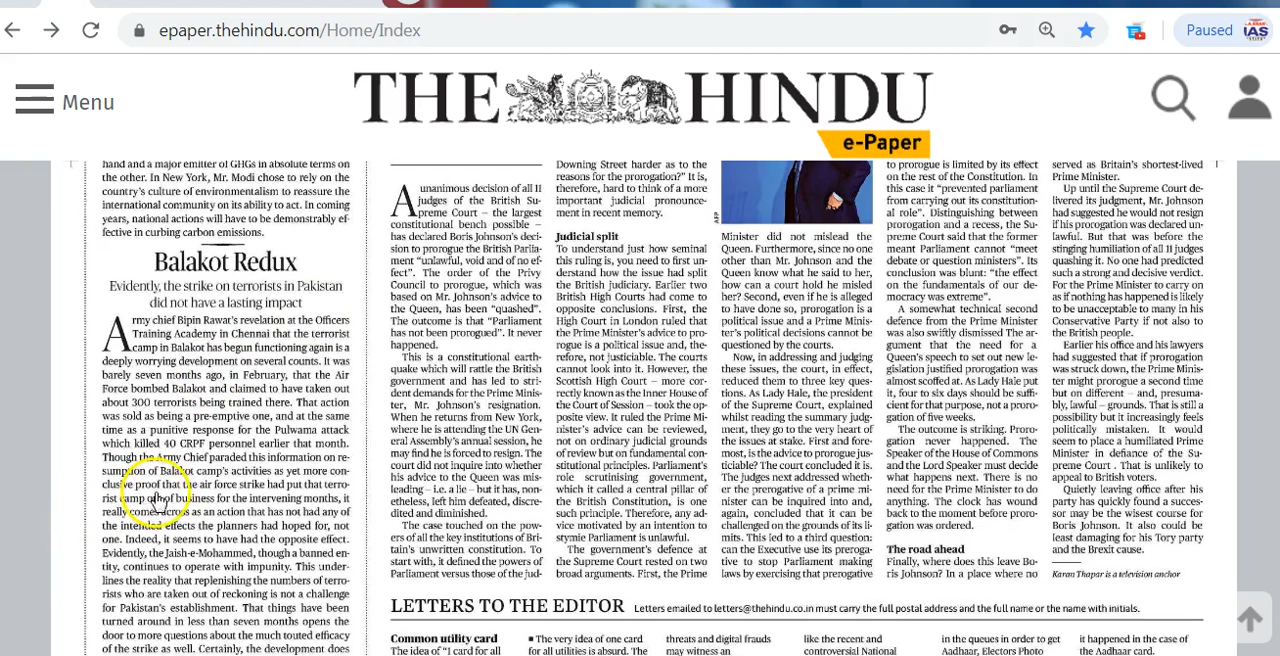 epaper.thehindu.com/Home/Index
Paused
IAS
Menu
THE HINDU
e-Paper
hand and a major emitter of GHGs in absolute terms on
the other. In New York, Mr. Modi chose to rely on the
country's culture of environmentalism to reassure the
international community on its ability to act. In coming
years, national actions will have to be demonstrably ef-
fective in curbing carbon emissions.
Balakot Redux
Evidently, the strike on terrorists in Pakistan
did not have a lasting impact
Army chief Bipin Rawat's revelation at the Officers
Training Academy in Chennai that the terrorist
camp in Balakot has begun functioning again is a
deeply worrying development on several counts. It was
barely seven months ago, in February, that the Air
Force bombed Balakot and claimed to have taken out
about 300 terrorists being trained there. That action
was sold as being a pre-emptive one, and at the same
time as a punitive response for the Pulwama attack
which killed 40 CRPF personnel earlier that month.
Though the Army Chief paraded this information on re-
sumption of Balakot camp's activities as yet more con-
clusive proof that the air force strike had put that terro-
rist camp out of business for the intervening months, it
really comes across as an action that has not had any of
the intended effects the planners had hoped for, not
one. Indeed, it seems to have had the opposite effect.
Evidently, the Jaish-e-Mohammed, though a banned en-
tity, continues to operate with impunity. This under-
lines the reality that replenishing the numbers of terro-
rists who are taken out of reckoning is not a challenge
for Pakistan's establishment. That things have been
turned around in less than seven months opens the
door to more questions about the much touted efficacy
of the strike as well. Certainly, the development does
A unanimous decision of all 11
judges of the British Su-
preme Court – the largest
constitutional bench possible –
has declared Boris Johnson's deci-
sion to prorogue the British Parlia-
ment "unlawful, void and of no ef-
fect". The order of the Privy
Council to prorogue, which was
based on Mr. Johnson's advice to
the Queen, has been "quashed".
The outcome is that "Parliament
has not been prorogued". It never
happened.
This is a constitutional earth-
quake which will rattle the British
government and has led to stri-
dent demands for the Prime Minis-
ter, Mr. Johnson's, resignation.
When he returns from New York,
where he is attending the UN Gen-
eral Assembly's annual session, he
may find he is forced to resign. The
court did not inquire into whether
his advice to the Queen was mis-
leading – i.e. a lie – but it has, non-
etheless, left him defeated, discre-
dited and diminished.
The case touched on the pow-
ers of all the key institutions of Bri-
tain's unwritten constitution. To
start with, it defined the powers of
Parliament versus those of the jud-
Downing Street harder as to the
reasons for the prorogation?" It is,
therefore, hard to think of a more
important judicial pronounce-
ment in recent memory.
Judicial split
To understand just how seminal
this ruling is, you need to first un-
derstand how the issue had split
the British judiciary. Earlier two
British High Courts had come to
opposite conclusions. First, the
High Court in London ruled that
the Prime Minister's advice to pro-
rogue is a political issue and, the-
refore, not justiciable. The courts
cannot look into it. However, the
Scottish High Court – more cor-
rectly known as the Inner House of
the Court of Session – took the op-
posite view. It ruled the Prime Mi-
nister's advice can be reviewed,
not on ordinary judicial grounds
of review but on fundamental con-
stitutional principles. Parliament's
role scrutinising government,
which it called a central pillar of
the British Constitution, is one
such principle. Therefore, any ad-
vice motivated by an intention to
stymie Parliament is unlawful.
The government's defence at
the Supreme Court rested on two
broad arguments. First, the Prime
AFP
Minister did not mislead the
Queen. Furthermore, since no one
other than Mr. Johnson and the
Queen know what he said to her,
how can a court hold he misled
her? Second, even if he is alleged
to have done so, prorogation is a
political issue and a Prime Minis-
ter's political decisions cannot be
questioned by the courts.
Now, in addressing and judging
these issues, the court, in effect,
reduced them to three key ques-
tions. As Lady Hale, the president
of the Supreme Court, explained
whilst reading the summary judg-
ment, they go to the very heart of
the issues at stake. First and fore-
most, is the advice to prorogue jus-
ticiable? The court concluded it is.
The judges next addressed whether
the prerogative of a prime mi-
nister can be inquired into and,
again, concluded that it can be
challenged on the grounds of its li-
mits. This led to a third question:
can the Executive use its preroga-
tive to stop Parliament making
laws by exercising that prerogative
to prorogue is limited by its effect
on the rest of the Constitution. In
this case it "prevented parliament
from carrying out its constitution-
al role". Distinguishing between
prorogation and a recess, the Su-
preme Court said that the former
meant Parliament cannot "meet
debate or question ministers". Its
conclusion was blunt: "the effect
on the fundamentals of our de-
mocracy was extreme".
A somewhat technical second
defence from the Prime Minister
was also swiftly dismissed The ar-
gument that the need for a
Queen's speech to set out new le-
gislation justified prorogation was
almost scoffed at. As Lady Hale put
it, four to six days should be suffi-
cient for that purpose, not a proro-
gation of five weeks.
The outcome is striking. Proro-
gation never happened. The
Speaker of the House of Commons
and the Lord Speaker must decide
what happens next. There is no
need for the Prime Minister to do
anything. The clock has wound
back to the moment before proro-
gation was ordered.
The road ahead
Finally, where does this leave Bo-
ris Johnson? In a place where no
served as Britain's shortest-lived
Prime Minister.
Up until the Supreme Court de-
livered its judgment, Mr. Johnson
had suggested he would not resign
if his prorogation was declared un-
lawful. But that was before the
stinging humiliation of all 11 judges
quashing it. No one had predicted
such a strong and decisive verdict.
For the Prime Minister to carry on
as if nothing has happened is likely
to be unacceptable to many in his
Conservative Party if not also to
the British people.
Earlier his office and his lawyers
had suggested that if prorogation
was struck down, the Prime Minis-
ter might prorogue a second time
but on different – and, presuma-
bly, lawful – grounds. That is still a
possibility but it increasingly feels
politically mistaken. It would
seem to place a humiliated Prime
Minister in defiance of the Supreme
Court . That is unlikely to
appeal to British voters.
Quietly leaving office after his
party has quickly found a succes-
sor may be the wisest course for
Boris Johnson. It also could be
least damaging for his Tory party
and the Brexit cause.
Karan Thapar is a television anchor
LETTERS TO THE EDITOR Letters emailed to letters@thehindu.co.in must carry the full postal address and the full name or the name with initials.
Common utility card
The idea of "1 card for all
■ The very idea of one card
for all utilities is absurd. The
threats and digital frauds
may witness an
like the recent and
controversial National
in the queues in order to get
Aadhaar, Electors Photo
it happened in the case of
the Aadhaar card.